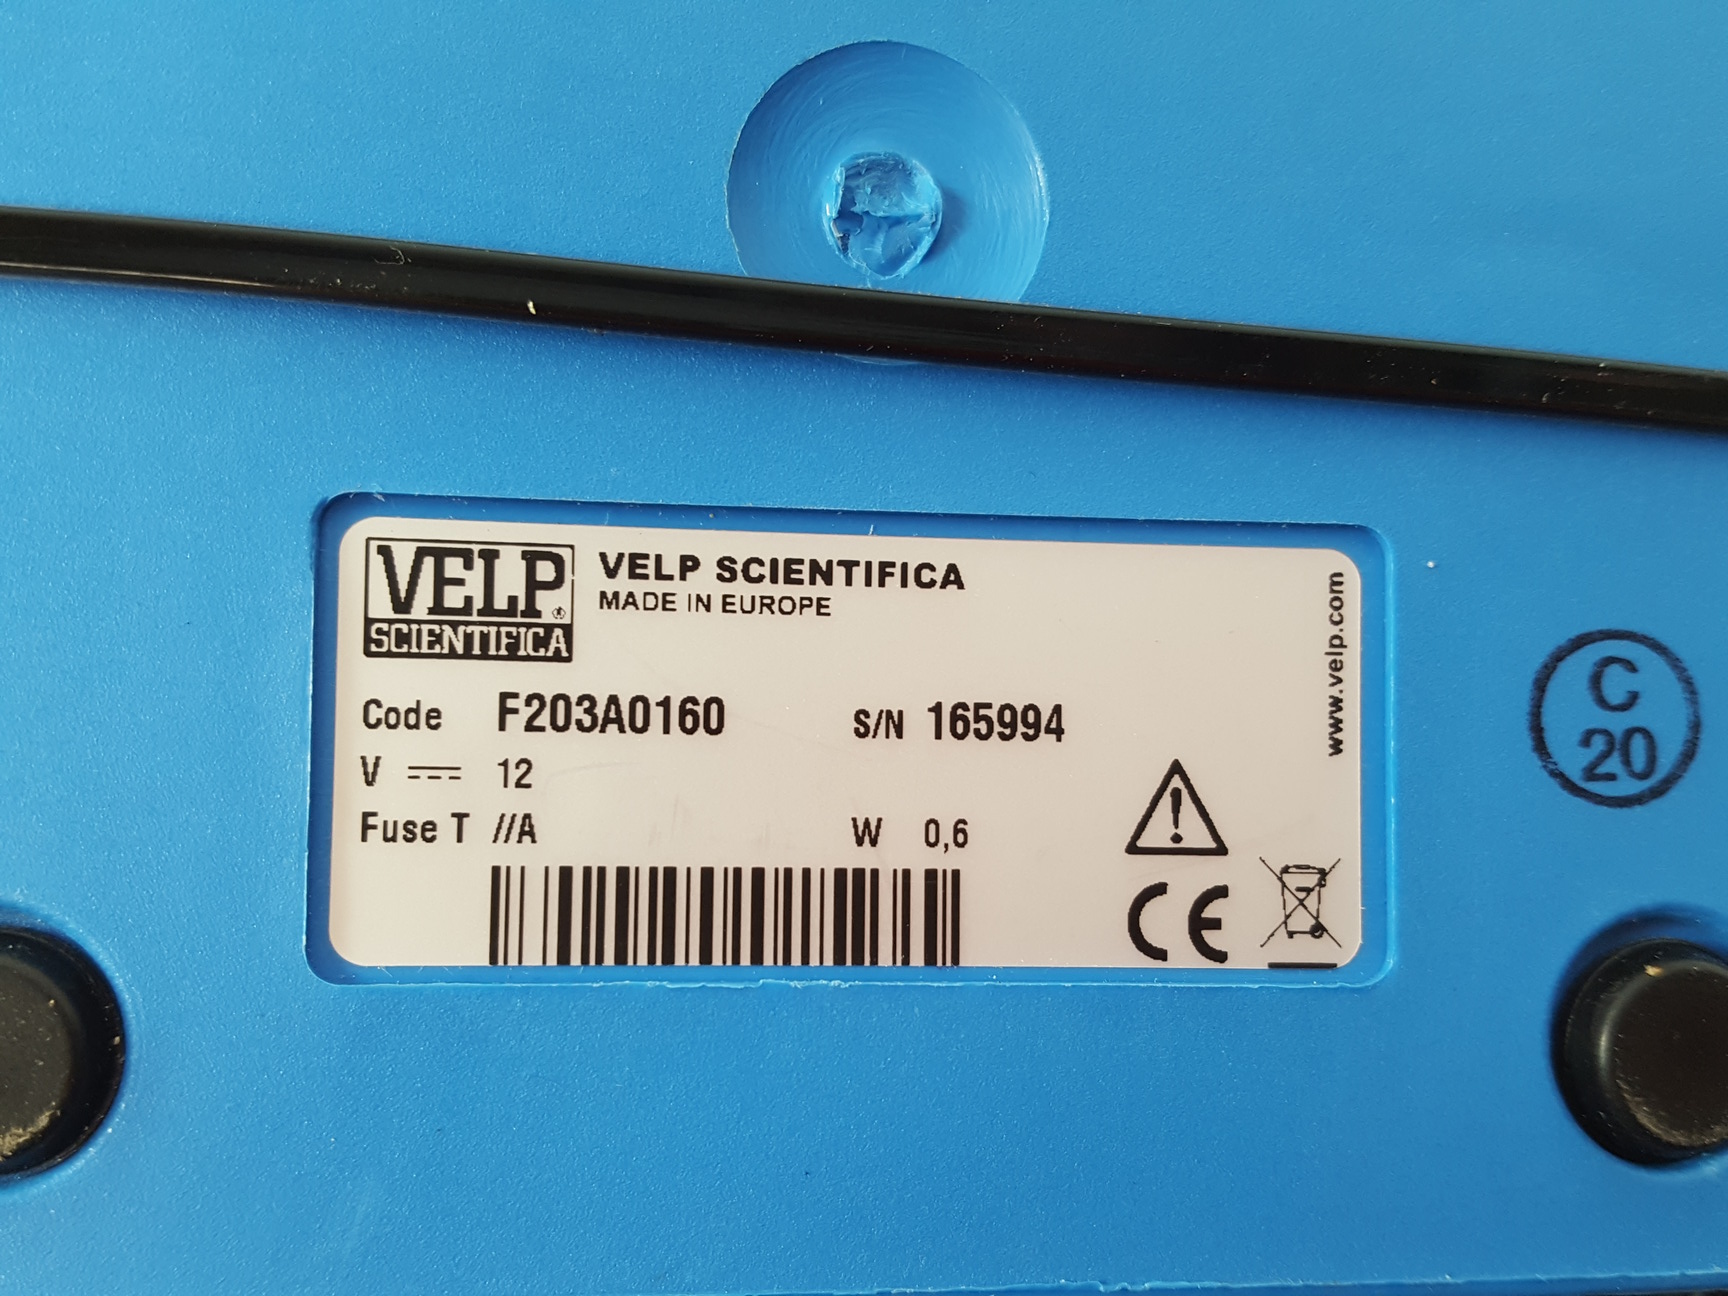 VELP
SCIENTIFICA
VELP SCIENTIFICA
MADE IN EUROPE
www.velp.com
Code F203A0160 S/N 165994
V 12
Fuse T //A W 0,6
CE
C
20